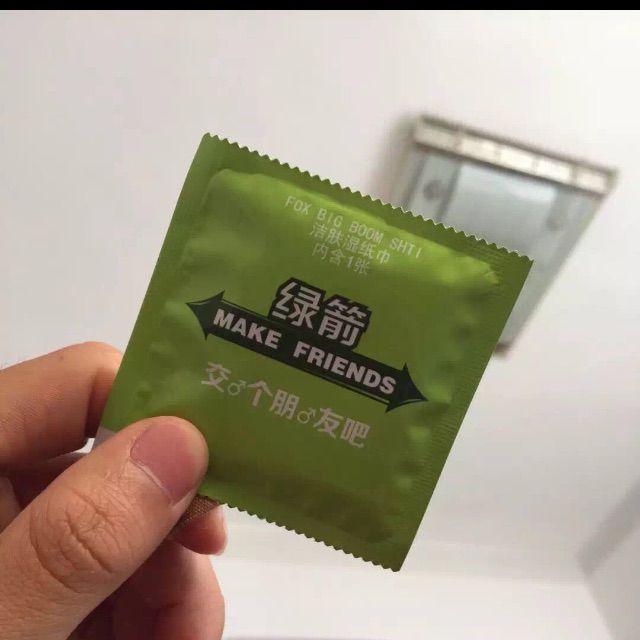 FOX BIG BOOM SHTI
洁肤湿纸巾
内含1张
绿箭
MAKE FRIENDS
交♂个朋♂友吧